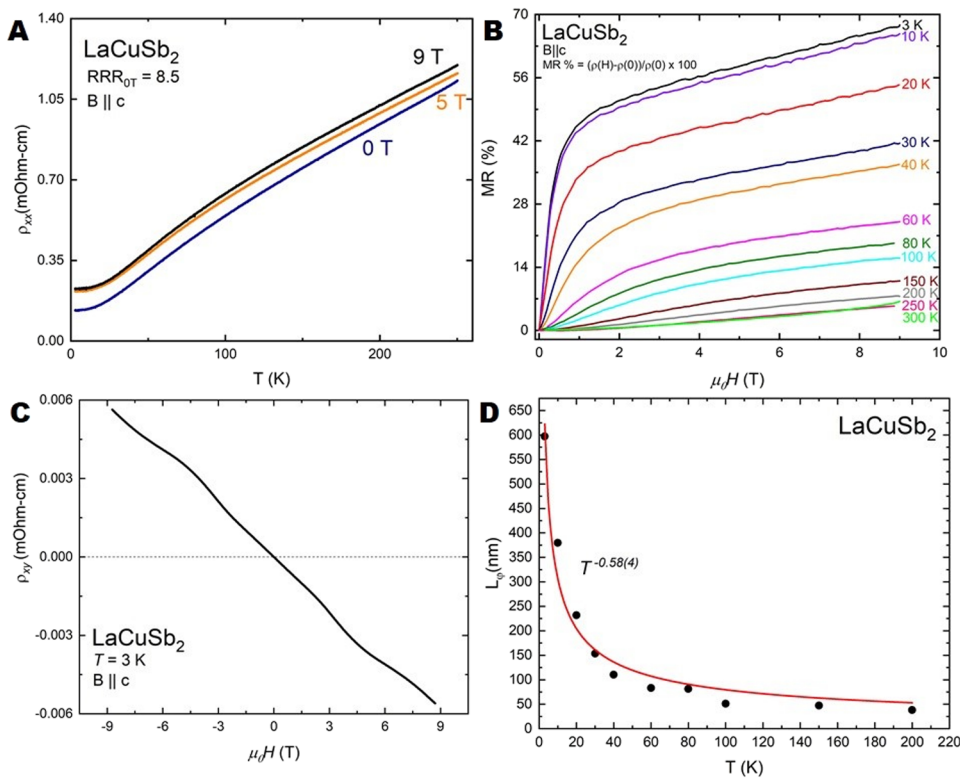 A
LaCuSb2
RRR0T = 8.5
B || c
9 T
5 T
0 T
1.40
1.05
0.70
0.35
0.00
ρxx(mOhm-cm)
0
100
200
T (K)
B
LaCuSb2
B||c
MR % = (ρ(H)-ρ(0))/ρ(0) x 100
3 K
10 K
20 K
30 K
40 K
60 K
80 K
100 K
150 K
200 K
250 K
300 K
70
56
42
28
14
0
MR (%)
0
2
4
6
8
10
μ0H (T)
C
0.006
0.003
0.000
-0.003
-0.006
ρxy (mOhm-cm)
LaCuSb2
T = 3 K
B || c
-9
-6
-3
0
3
6
9
μ0H (T)
D
LaCuSb2
T-0.58(4)
650
600
550
500
450
400
350
300
250
200
150
100
50
0
Lφ(nm)
0
20
40
60
80
100
120
140
160
180
200
220
T (K)